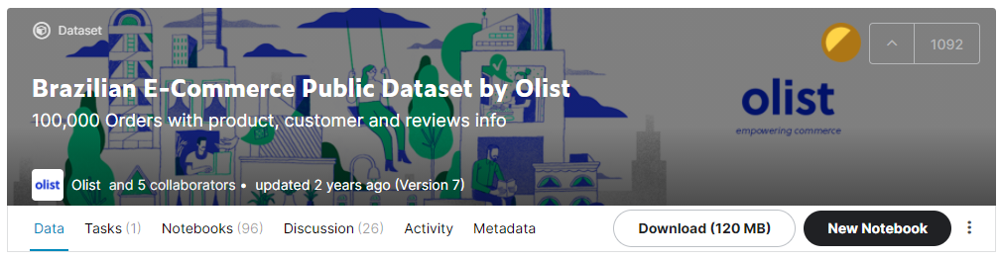 Dataset
1092
Brazilian E-Commerce Public Dataset by Olist
100,000 Orders with product, customer and reviews info
olist
empowering commerce
olist Olist and 5 collaborators • updated 2 years ago (Version 7)
Data Tasks (1) Notebooks (96) Discussion (26) Activity Metadata Download (120 MB) New Notebook